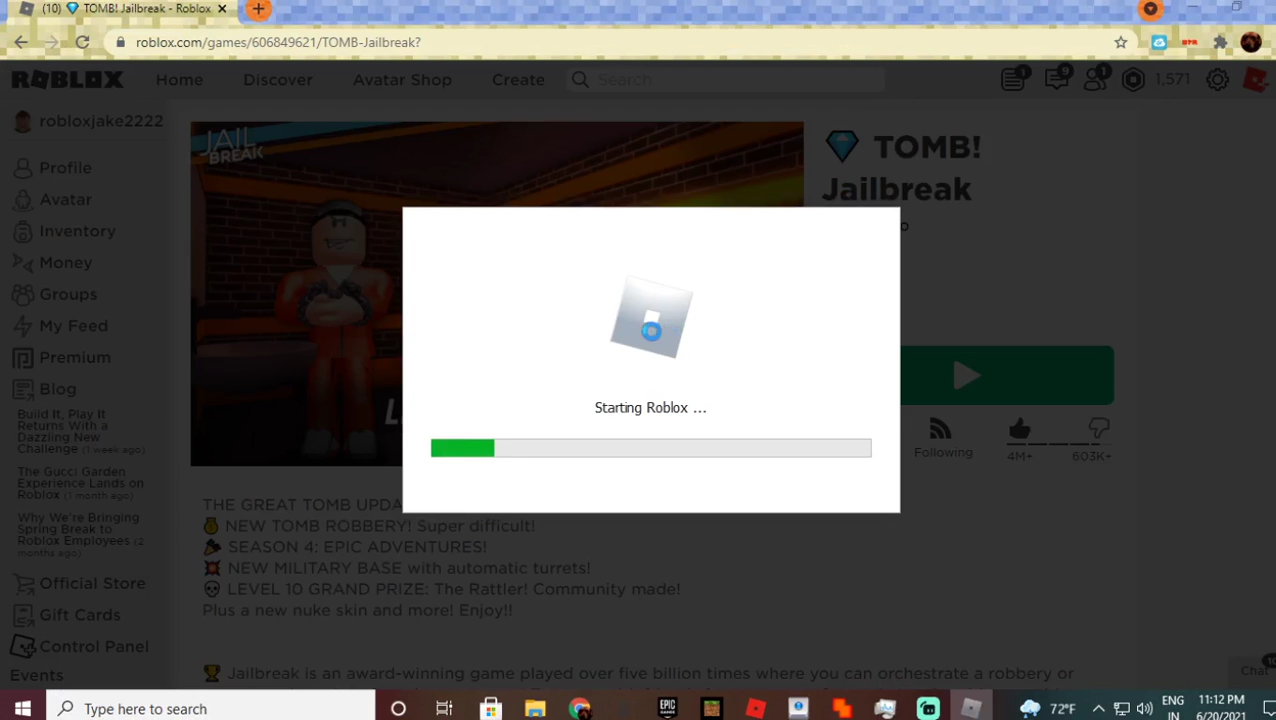 (10) 💎 TOMB! Jailbreak - Roblox
roblox.com/games/606849621/TOMB-Jailbreak?
ROBLOX Home Discover Avatar Shop Create Search 1,571
robloxjake2222
Profile
Avatar
Inventory
Money
Groups
My Feed
Premium
Blog
Build It, Play It
Returns With a
Dazzling New
Challenge (1 week ago)
The Gucci Garden
Experience Lands on
Roblox (1 month ago)
Why We're Bringing
Spring Break to
Roblox Employees (2
months ago)
Official Store
Gift Cards
Control Panel
Events
JAIL
BREAK
💎 TOMB!
Jailbreak
Starting Roblox ...
Following
4M+
603K+
THE GREAT TOMB UPDA
💰 NEW TOMB ROBBERY! Super difficult!
SEASON 4: EPIC ADVENTURES!
💥 NEW MILITARY BASE with automatic turrets!
💀 LEVEL 10 GRAND PRIZE: The Rattler! Community made!
Plus a new nuke skin and more! Enjoy!!
🏆 Jailbreak is an award-winning game played over five billion times where you can orchestrate a robbery or
Chat
Type here to search
EPIC
GAMES
72°F
ENG
IN
11:12 PM
6/20/2021